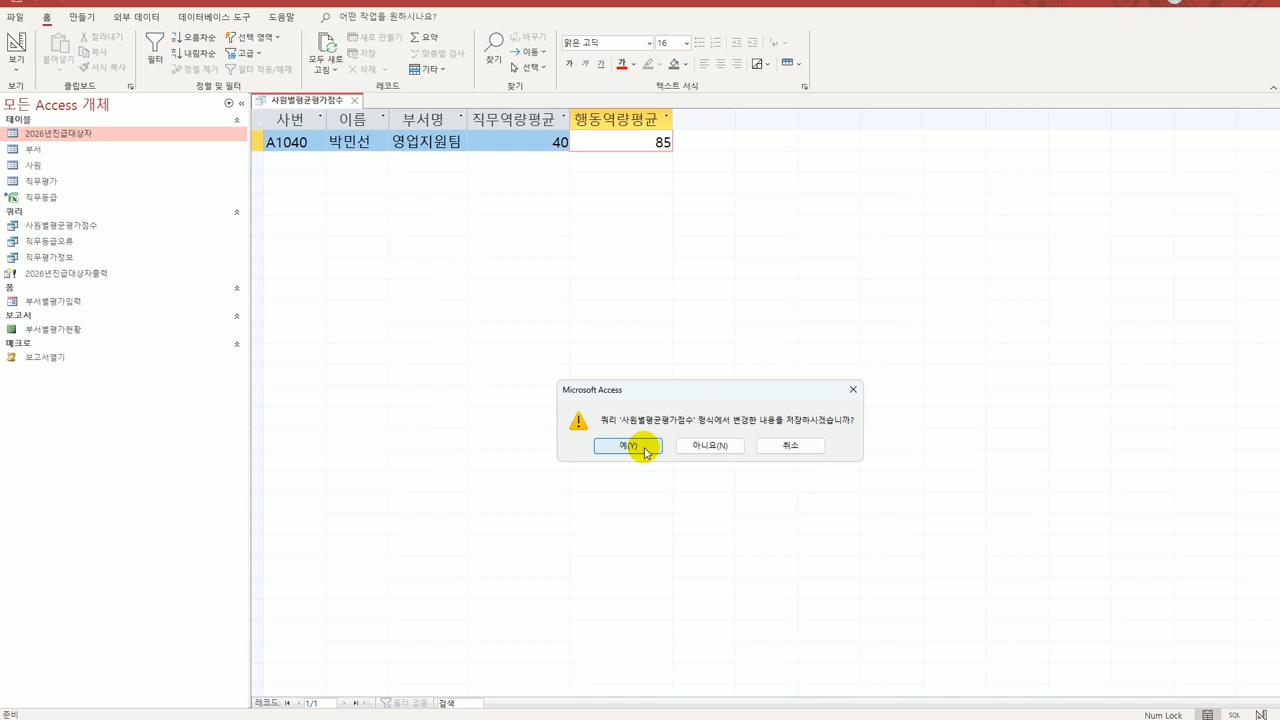 파일 홈 만들기 외부 데이터 데이터베이스 도구 도움말 어떤 작업을 원하시나요?
보기 붙여넣기 잘라내기 복사 서식 복사
필터 오름차순 내림차순 정렬 제거 선택 영역 고급 필터 적용/해제
모두 새로 고침 새로 만들기 저장 삭제 요약 맞춤법 검사 기타
찾기 바꾸기 이동 선택
맑은 고딕 16
가 가 가 가
보기 클립보드 정렬 및 필터 레코드 찾기 텍스트 서식
모든 Access 개체
테이블
2026년진급대상자
부서
사원
직무평가
직무등급
쿼리
사원별평균평가점수
직무등급오류
직무평가정보
2026년진급대상자출력
폼
부서별평가입력
보고서
부서별평가현황
매크로
보고서열기
사원별평균평가점수
사번 이름 부서명 직무역량평균 행동역량평균
A1040 박민선 영업지원팀 40 85
Microsoft Access
쿼리 '사원별평균평가점수' 형식에서 변경한 내용을 저장하시겠습니까?
예(Y) 아니요(N) 취소
레코드: 1/1 필터 없음 검색
준비 Num Lock SQL